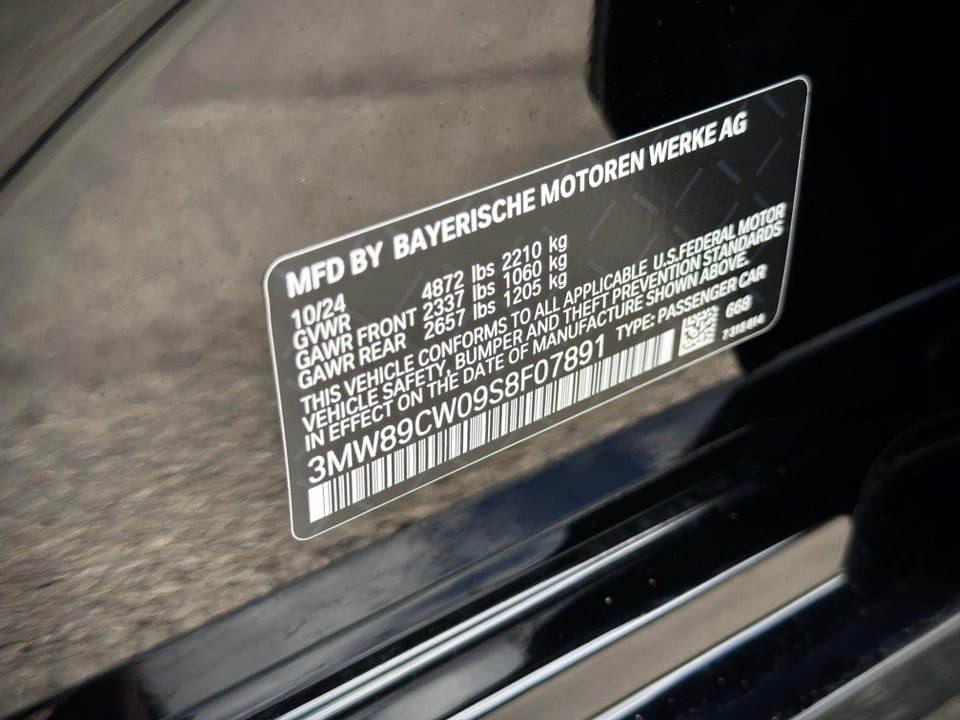 MFD BY BAYERISCHE MOTOREN WERKE AG
10/24
GVWR 4872 lbs 2210 kg
GAWR FRONT 2337 lbs 1060 kg
GAWR REAR 2657 lbs 1205 kg
THIS VEHICLE CONFORMS TO ALL APPLICABLE U.S.FEDERAL MOTOR
VEHICLE SAFETY, BUMPER AND THEFT PREVENTION STANDARDS
IN EFFECT ON THE DATE OF MANUFACTURE SHOWN ABOVE.
3MW89CW09S8F07891 TYPE: PASSENGER CAR
668